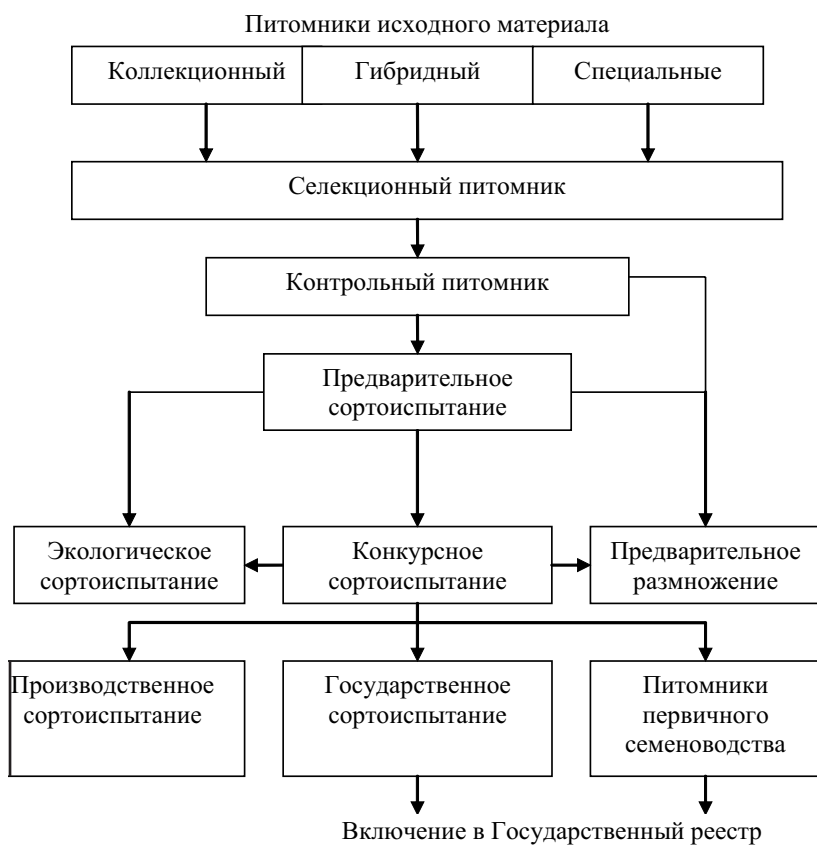 Питомники исходного материала
Коллекционный
Гибридный
Специальные
Селекционный питомник
Контрольный питомник
Предварительное
сортоиспытание
Экологическое
сортоиспытание
Конкурсное
сортоиспытание
Предварительное
размножение
Производственное
сортоиспытание
Государственное
сортоиспытание
Питомники
первичного
семеноводства
Включение в Государственный реестр